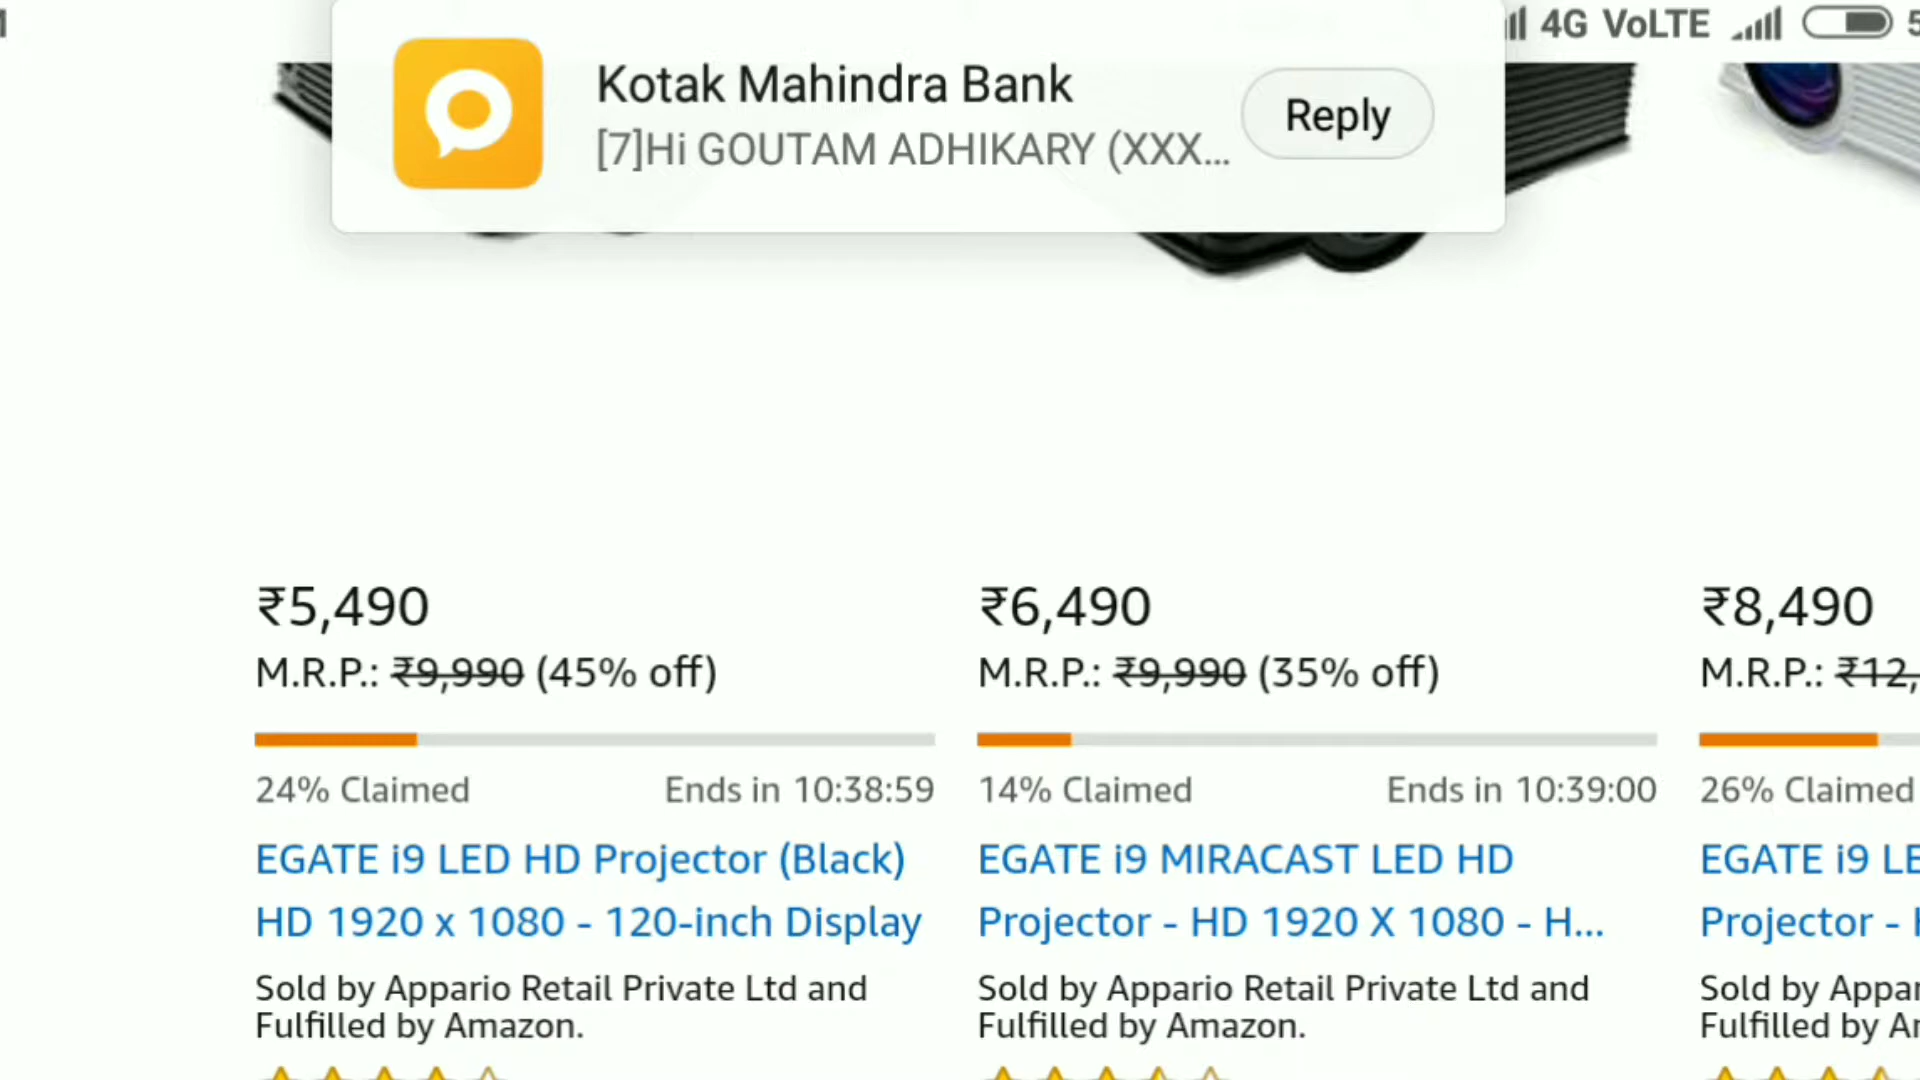 4G VoLTE
Kotak Mahindra Bank
[7]Hi GOUTAM ADHIKARY (XXX...
Reply
₹5,490
M.R.P.: ₹9,990 (45% off)
24% Claimed Ends in 10:38:59
EGATE i9 LED HD Projector (Black)
HD 1920 x 1080 - 120-inch Display
Sold by Appario Retail Private Ltd and
Fulfilled by Amazon.
₹6,490
M.R.P.: ₹9,990 (35% off)
14% Claimed Ends in 10:39:00
EGATE i9 MIRACAST LED HD
Projector - HD 1920 X 1080 - H...
Sold by Appario Retail Private Ltd and
Fulfilled by Amazon.
₹8,490
M.R.P.: ₹12,
26% Claimed
EGATE i9
Projector -
Sold by
Fulfilled by